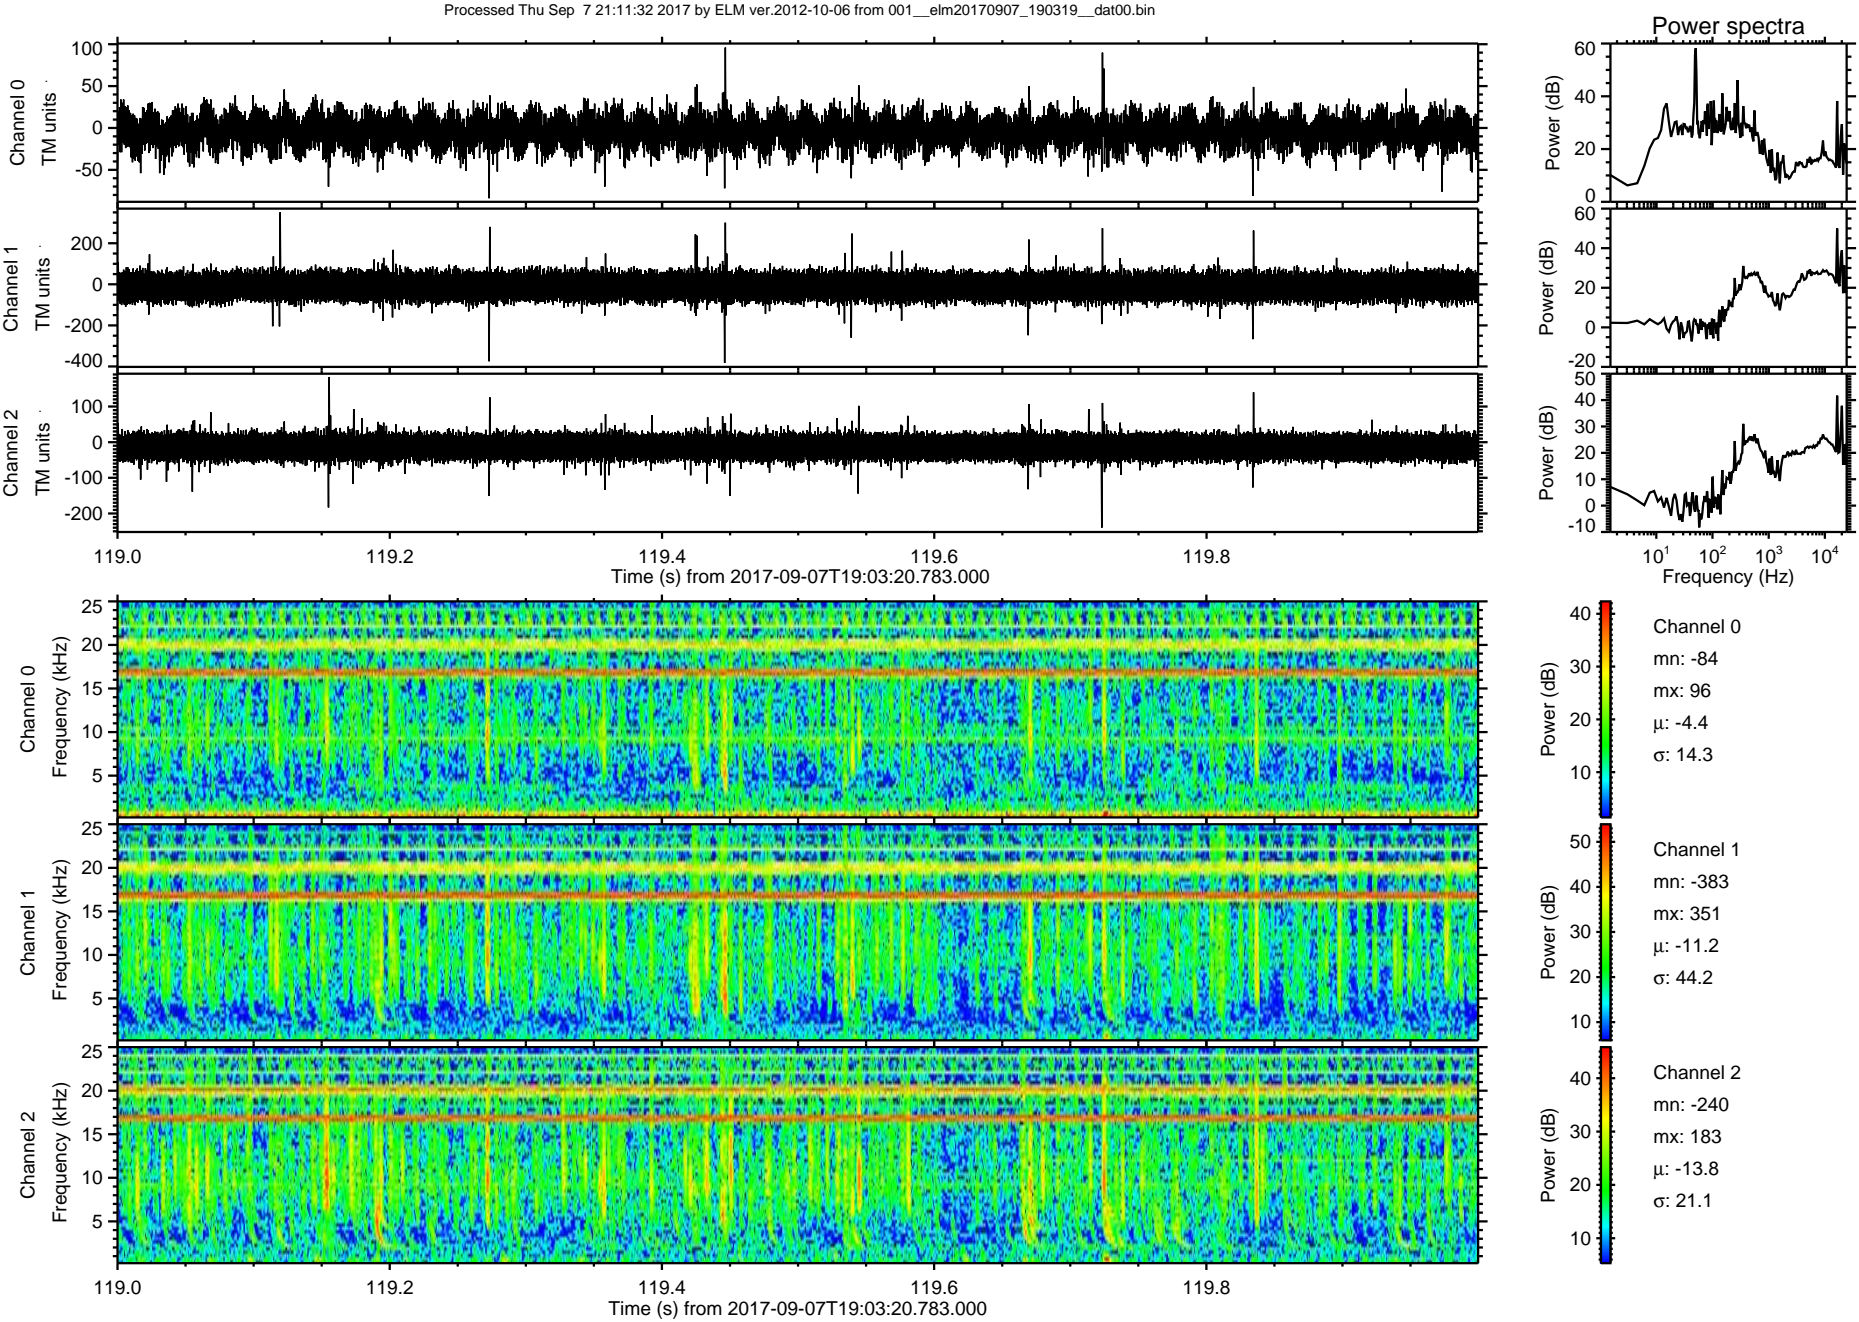 Processed Thu Sep  7 21:11:32 2017 by ELM ver.2012-10-06 from 001__elm20170907_190319__dat00.bin
Power spectra
Channel 0
TM units
100
50
0
-50
Power (dB)
60
40
20
0
Channel 1
TM units
200
0
-200
-400
Power (dB)
60
40
20
0
-20
Channel 2
TM units
100
0
-100
-200
Power (dB)
50
40
30
20
10
0
-10
119.0 119.2 119.4 119.6 119.8
Time (s) from 2017-09-07T19:03:20.783.000
10^1 10^2 10^3 10^4
Frequency (Hz)
Channel 0
Frequency (kHz)
25
20
15
10
5
Power (dB)
40
30
20
10
Channel 0
mn: -84
mx: 96
μ: -4.4
σ: 14.3
Channel 1
Frequency (kHz)
25
20
15
10
5
Power (dB)
50
40
30
20
10
Channel 1
mn: -383
mx: 351
μ: -11.2
σ: 44.2
Channel 2
Frequency (kHz)
25
20
15
10
5
Power (dB)
40
30
20
10
Channel 2
mn: -240
mx: 183
μ: -13.8
σ: 21.1
119.0 119.2 119.4 119.6 119.8
Time (s) from 2017-09-07T19:03:20.783.000